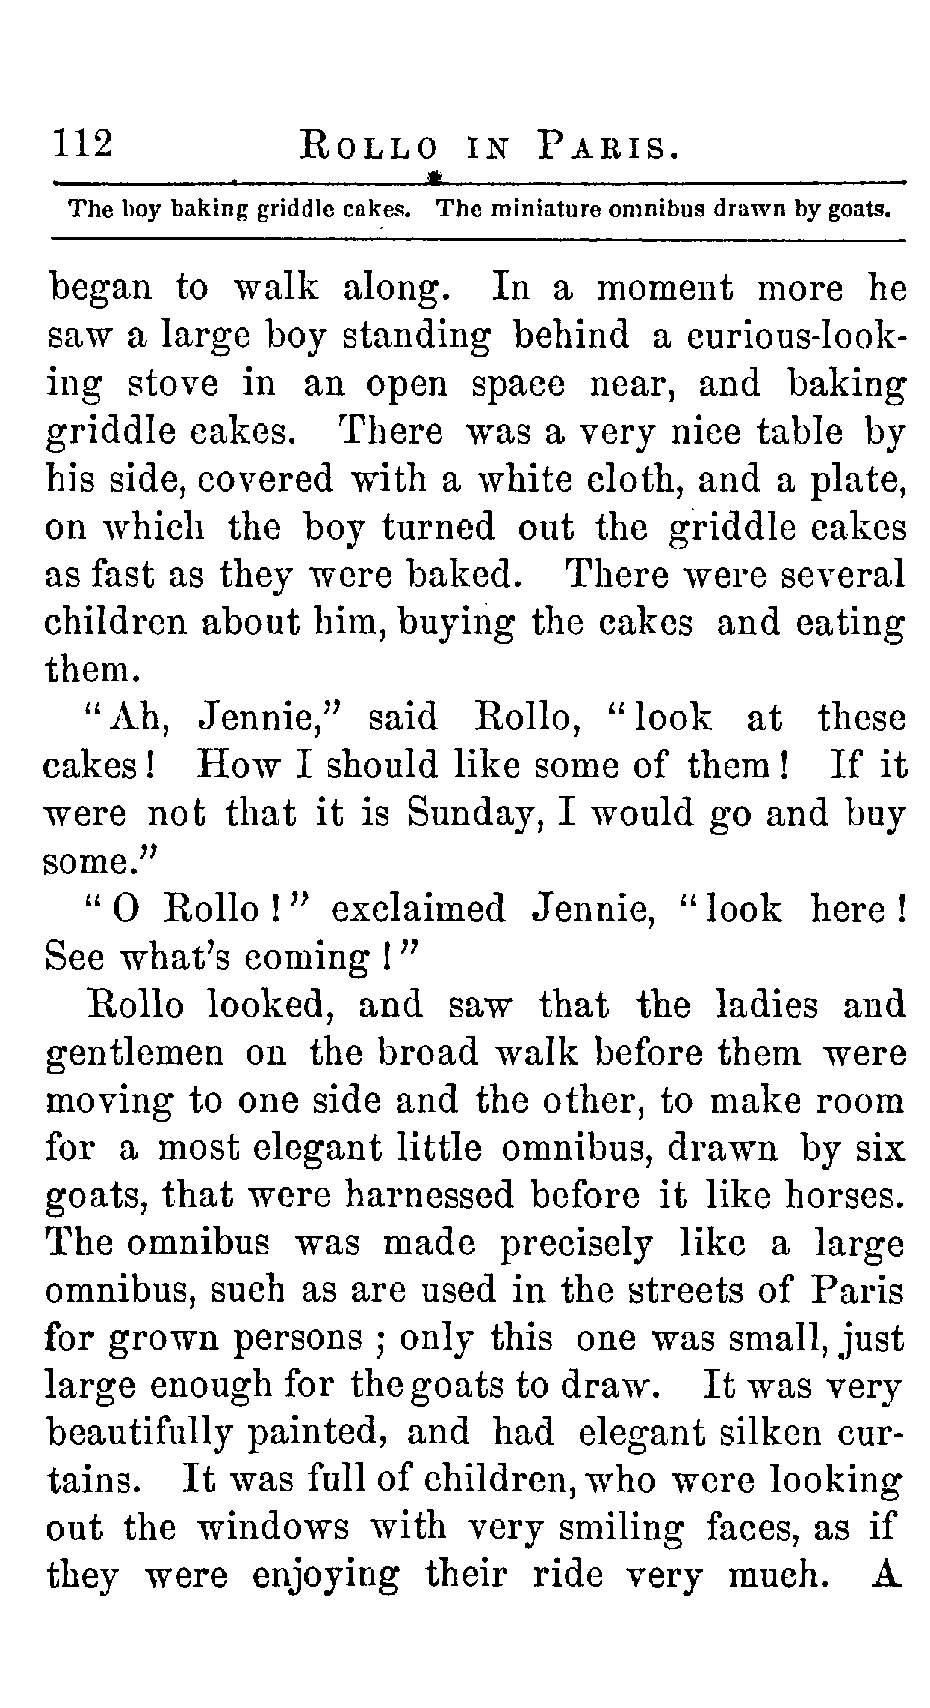 112 ROLLO IN PARIS.
The boy baking griddle cakes. The miniature omnibus drawn by goats.
began to walk along. In a moment more he
saw a large boy standing behind a curious-look-
ing stove in an open space near, and baking
griddle cakes. There was a very nice table by
his side, covered with a white cloth, and a plate,
on which the boy turned out the griddle cakes
as fast as they were baked. There were several
children about him, buying the cakes and eating
them.
"Ah, Jennie," said Rollo, "look at these
cakes! How I should like some of them! If it
were not that it is Sunday, I would go and buy
some."
"O Rollo!" exclaimed Jennie, "look here!
See what's coming!"
Rollo looked, and saw that the ladies and
gentlemen on the broad walk before them were
moving to one side and the other, to make room
for a most elegant little omnibus, drawn by six
goats, that were harnessed before it like horses.
The omnibus was made precisely like a large
omnibus, such as are used in the streets of Paris
for grown persons; only this one was small, just
large enough for the goats to draw. It was very
beautifully painted, and had elegant silken cur-
tains. It was full of children, who were looking
out the windows with very smiling faces, as if
they were enjoying their ride very much. A